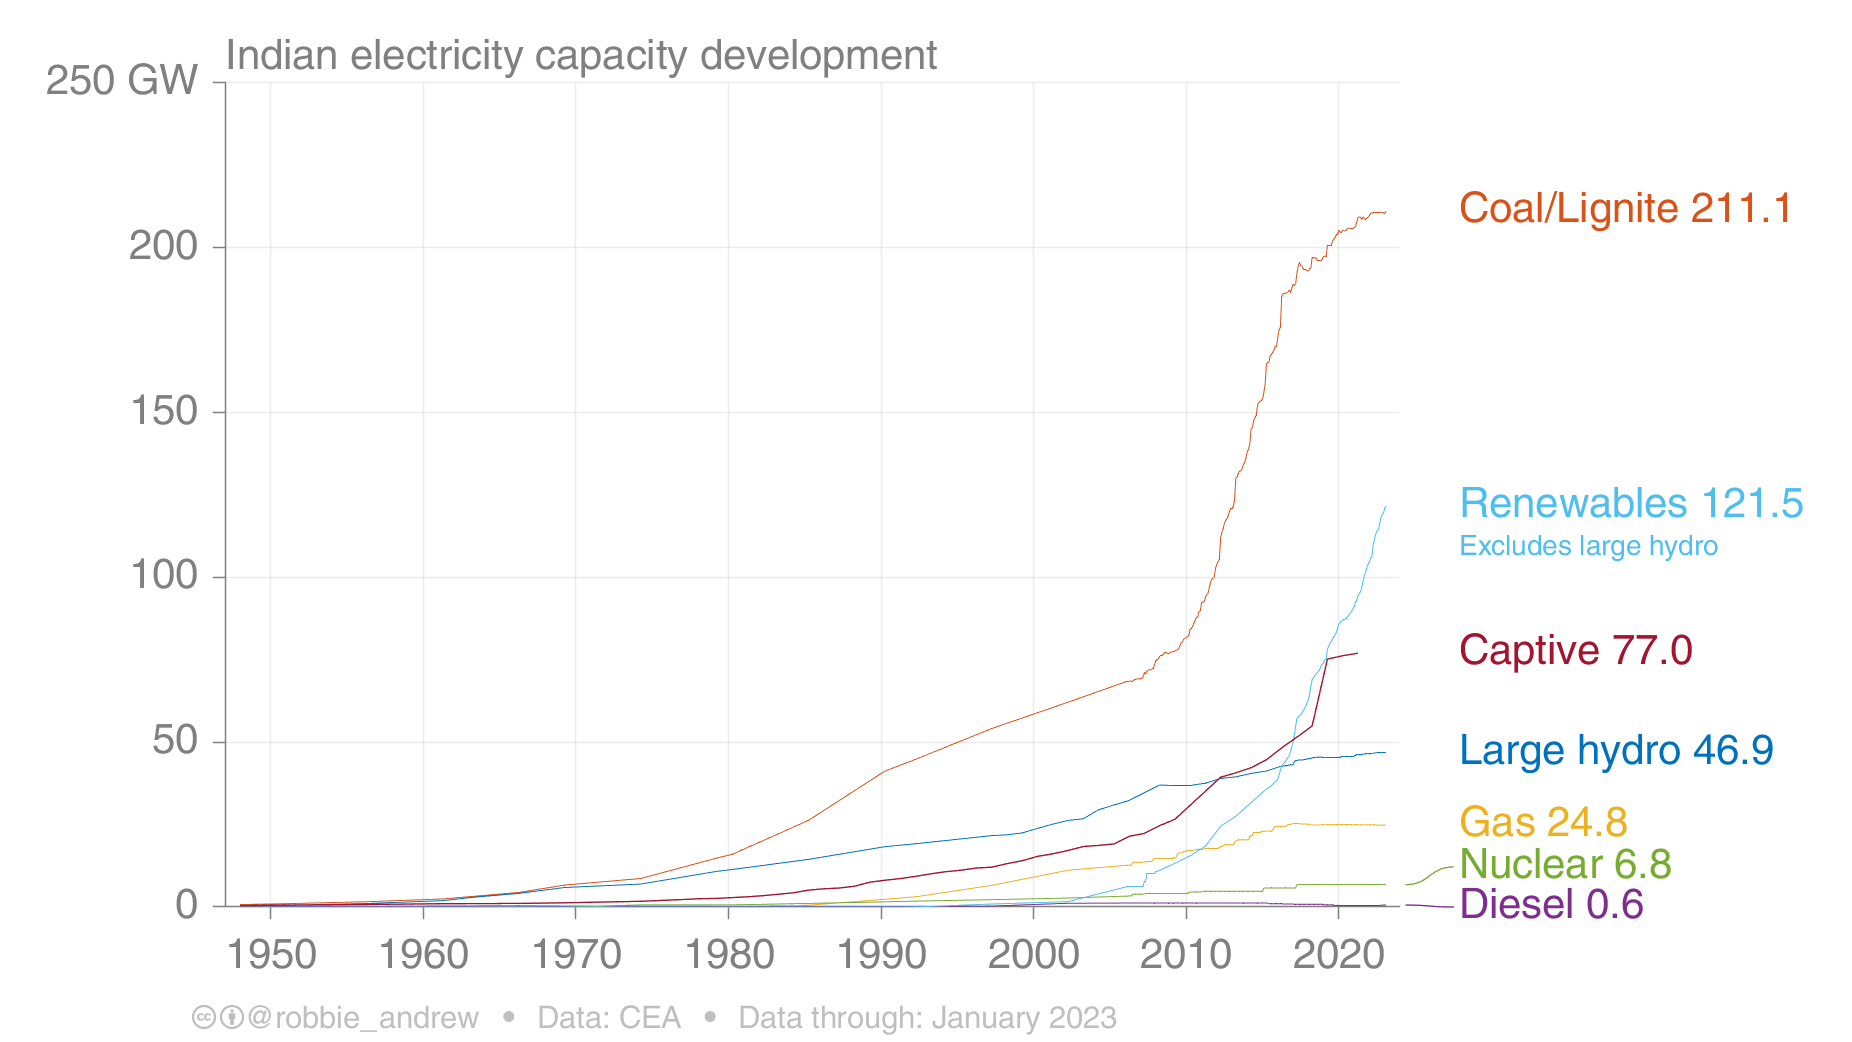 Indian electricity capacity development
250 GW
200
150
100
50
0
1950 1960 1970 1980 1990 2000 2010 2020
Coal/Lignite 211.1
Renewables 121.5
Excludes large hydro
Captive 77.0
Large hydro 46.9
Gas 24.8
Nuclear 6.8
Diesel 0.6
cc @robbie_andrew • Data: CEA • Data through: January 2023